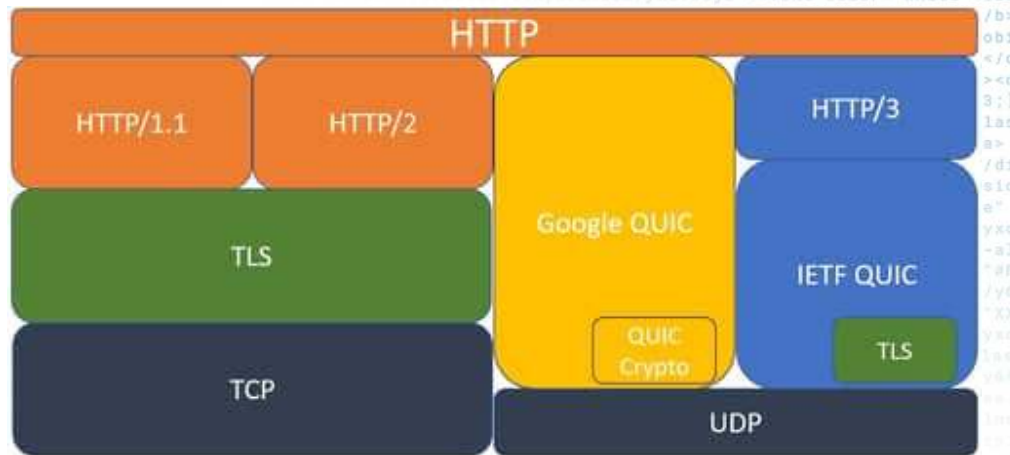 HTTP
HTTP/1.1
HTTP/2
HTTP/3
Google QUIC
TLS
IETF QUIC
QUIC
Crypto
TLS
TCP
UDP